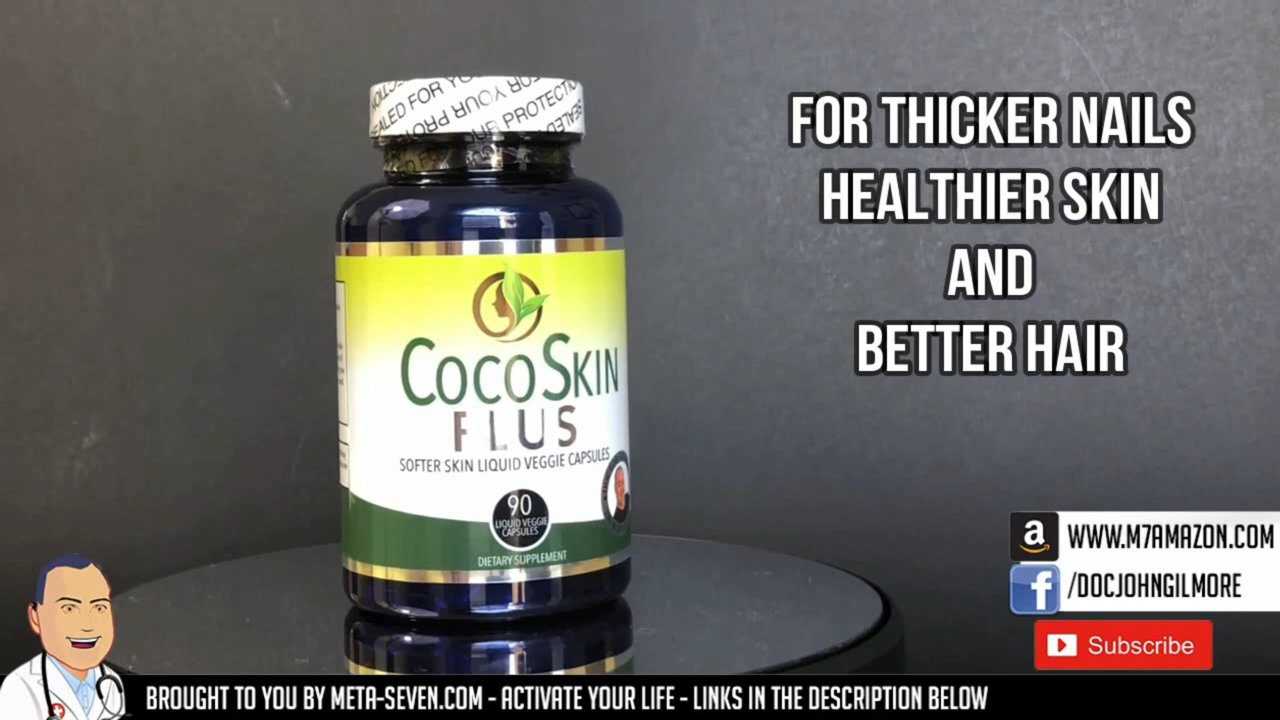 SEALED FOR YOUR PROTECTION
FOR THICKER NAILS
HEALTHIER SKIN
AND
BETTER HAIR
COCOSKIN
PLUS
SOFTER SKIN LIQUID VEGGIE CAPSULES
90
LIQUID VEGGIE
CAPSULES
DIETARY SUPPLEMENT
a WWW.M7AMAZON.COM
f /DOCJOHNGILMORE
Subscribe
BROUGHT TO YOU BY META-SEVEN.COM - ACTIVATE YOUR LIFE - LINKS IN THE DESCRIPTION BELOW